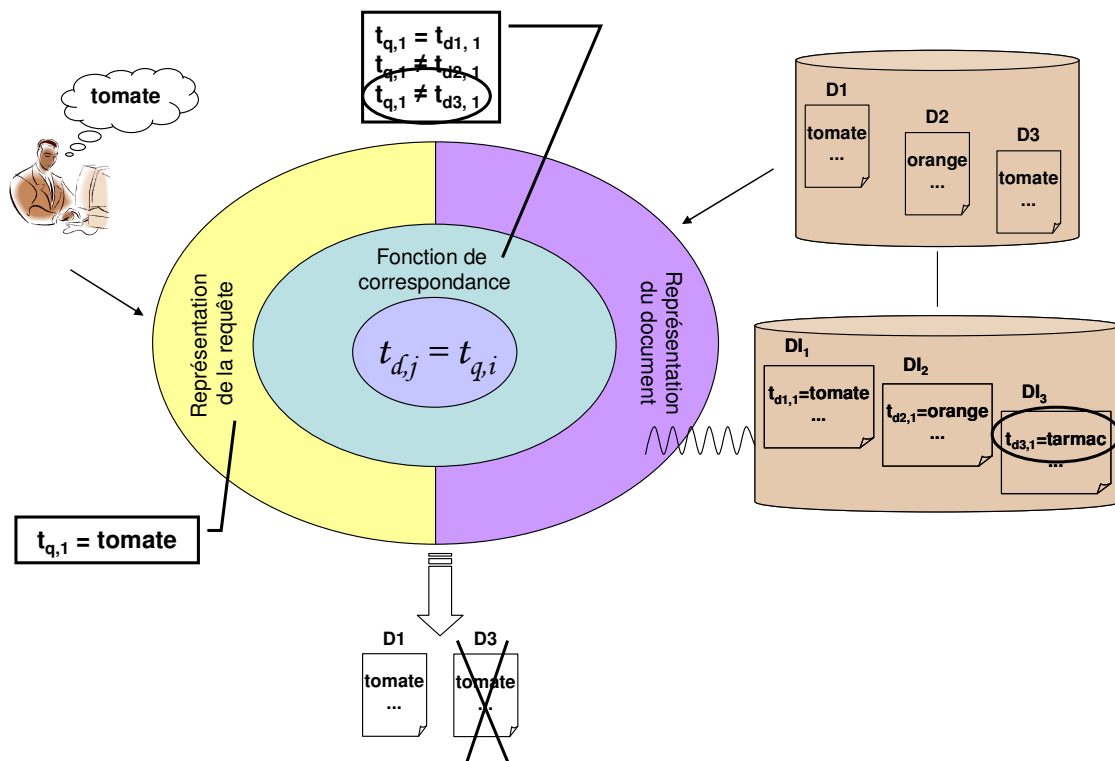 t_q,1 = t_d1, 1
t_q,1 ≠ t_d2, 1
t_q,1 ≠ t_d3, 1
tomate
D1
tomate
...
D2
orange
...
D3
tomate
...
Fonction de
correspondance
t_d,j = t_q,i
Représentation
de la requête
Représentation
du document
DI1
t_d1,1=tomate
...
DI2
t_d2,1=orange
...
DI3
t_d3,1=tarmac
...
t_q,1 = tomate
D1
tomate
...
D3
tomate
...